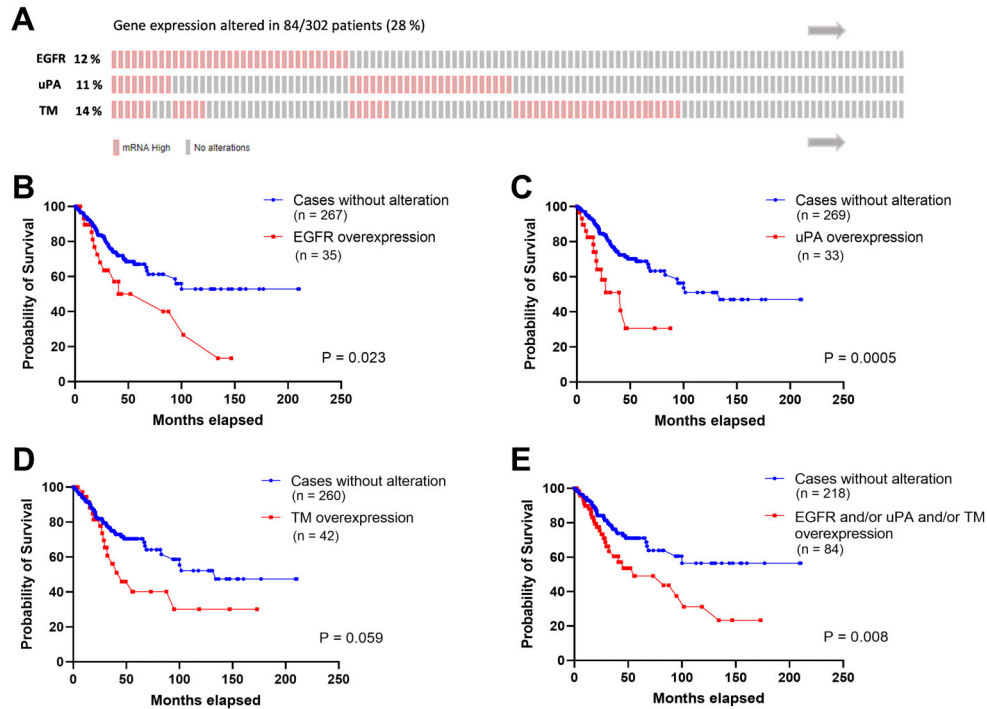 A
Gene expression altered in 84/302 patients (28 %)
EGFR 12 %
uPA 11 %
TM 14 %
mRNA High No alterations
B
Cases without alteration
(n = 267)
EGFR overexpression
(n = 35)
Probability of Survival
100
80
60
40
20
0
P = 0.023
0 50 100 150 200 250
Months elapsed
C
Cases without alteration
(n = 269)
uPA overexpression
(n = 33)
Probability of Survival
100
80
60
40
20
0
P = 0.0005
0 50 100 150 200 250
Months elapsed
D
Cases without alteration
(n = 260)
TM overexpression
(n = 42)
Probability of Survival
100
80
60
40
20
0
P = 0.059
0 50 100 150 200 250
Months elapsed
E
Cases without alteration
(n = 218)
EGFR and/or uPA and/or TM
overexpression
(n = 84)
Probability of Survival
100
80
60
40
20
0
P = 0.008
0 50 100 150 200 250
Months elapsed